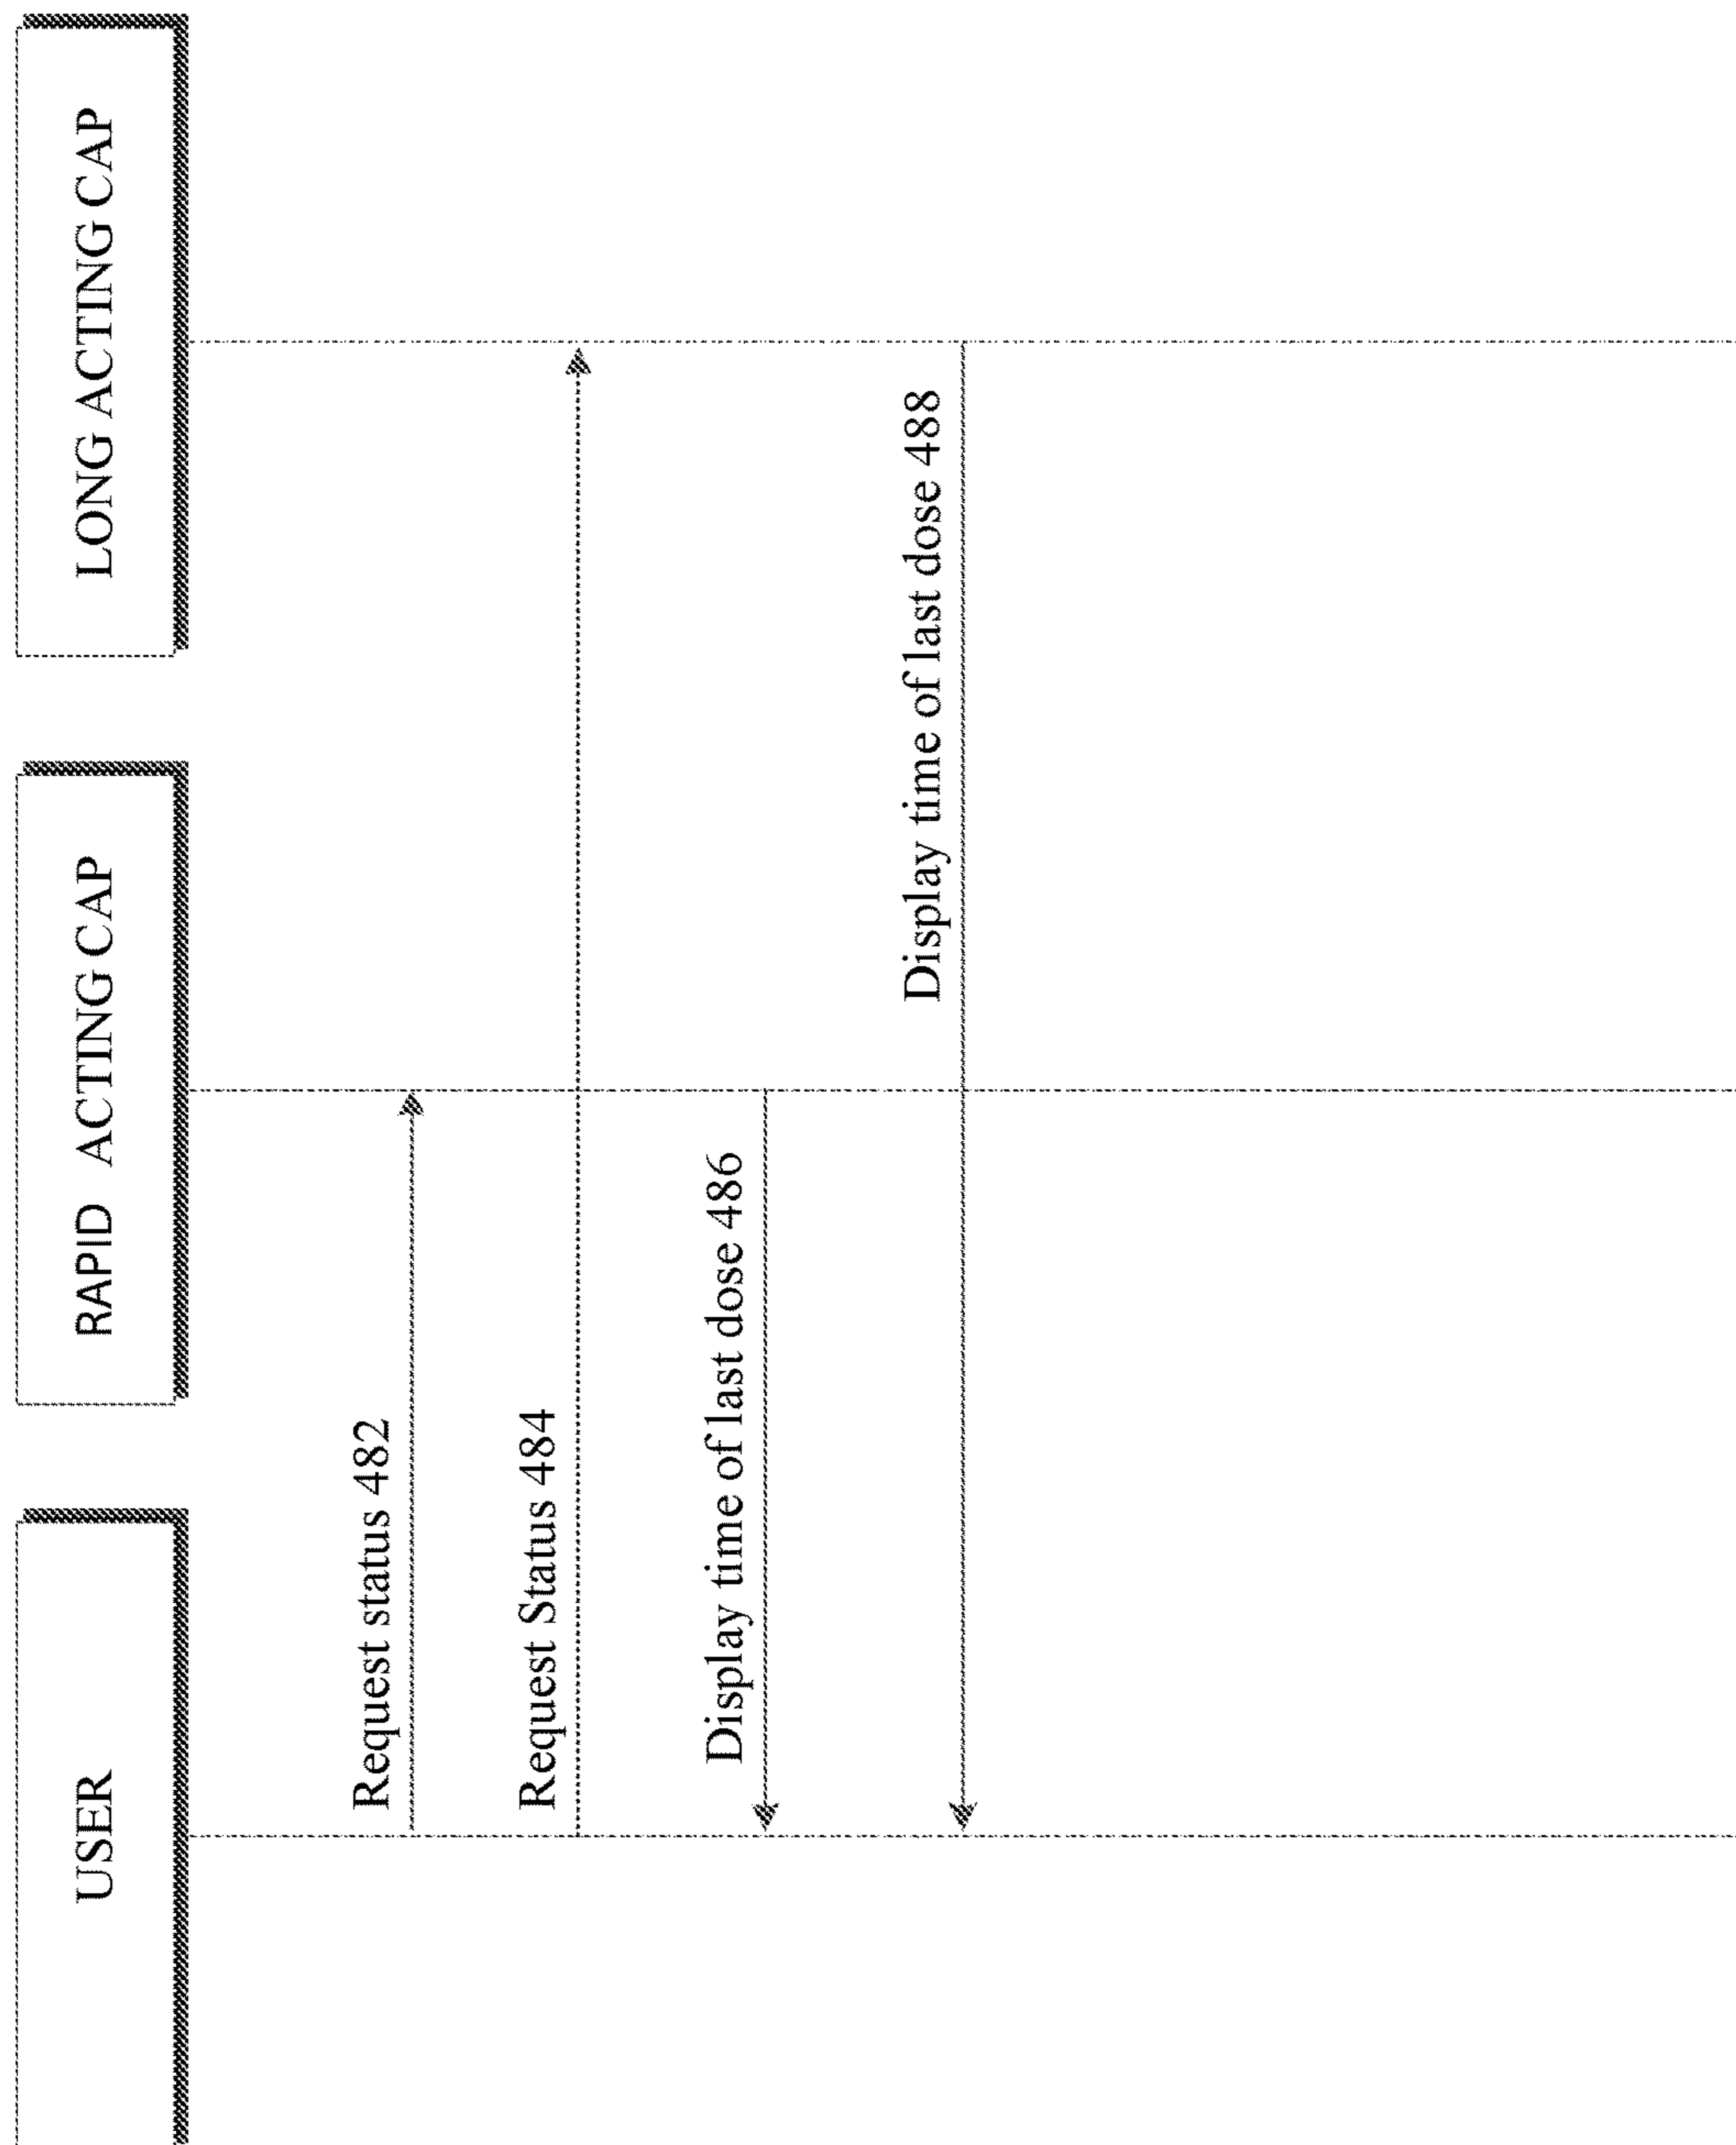 USER
RAPID ACTING CAP
LONG ACTING CAP
Request status 482
Request Status 484
Display time of last dose 486
Display time of last dose 488